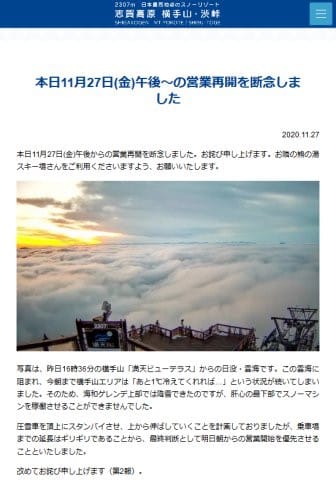 2307m 日本最高地点のスノーリゾート
志賀高原 横手山・渋峠
SHIGAKOGEN MT.YOKOTE / SHIBU-TOGE
本日11月27日(金)午後〜の営業再開を断念しま
した
2020.11.27
本日11月27日(金)午後からの営業再開を断念しました。お詫び申し上げます。お隣の熊の湯
スキー場さんをご利用くださいますよう、お願いいたします。
写真は、昨日16時36分の横手山「満天ビューテラス」からの日没・雲海です。この雲海に
阻まれ、今朝まで横手山エリアは「あと1℃冷えてくれれば…」という状況が続いてしまい
ました。そのため、海和ゲレンデ上部では降雪できたのですが、肝心の最下部でスノーマシ
ンを稼働させることができませんでした。
圧雪車を頂上にスタンバイさせ、上から伸ばしていくことを計画しておりましたが、乗車場
までの延長はギリギリであることから、最終判断として明日朝からの営業開始を優先させる
ことといたしました。
改めてお詫び申し上げます（第2報）。